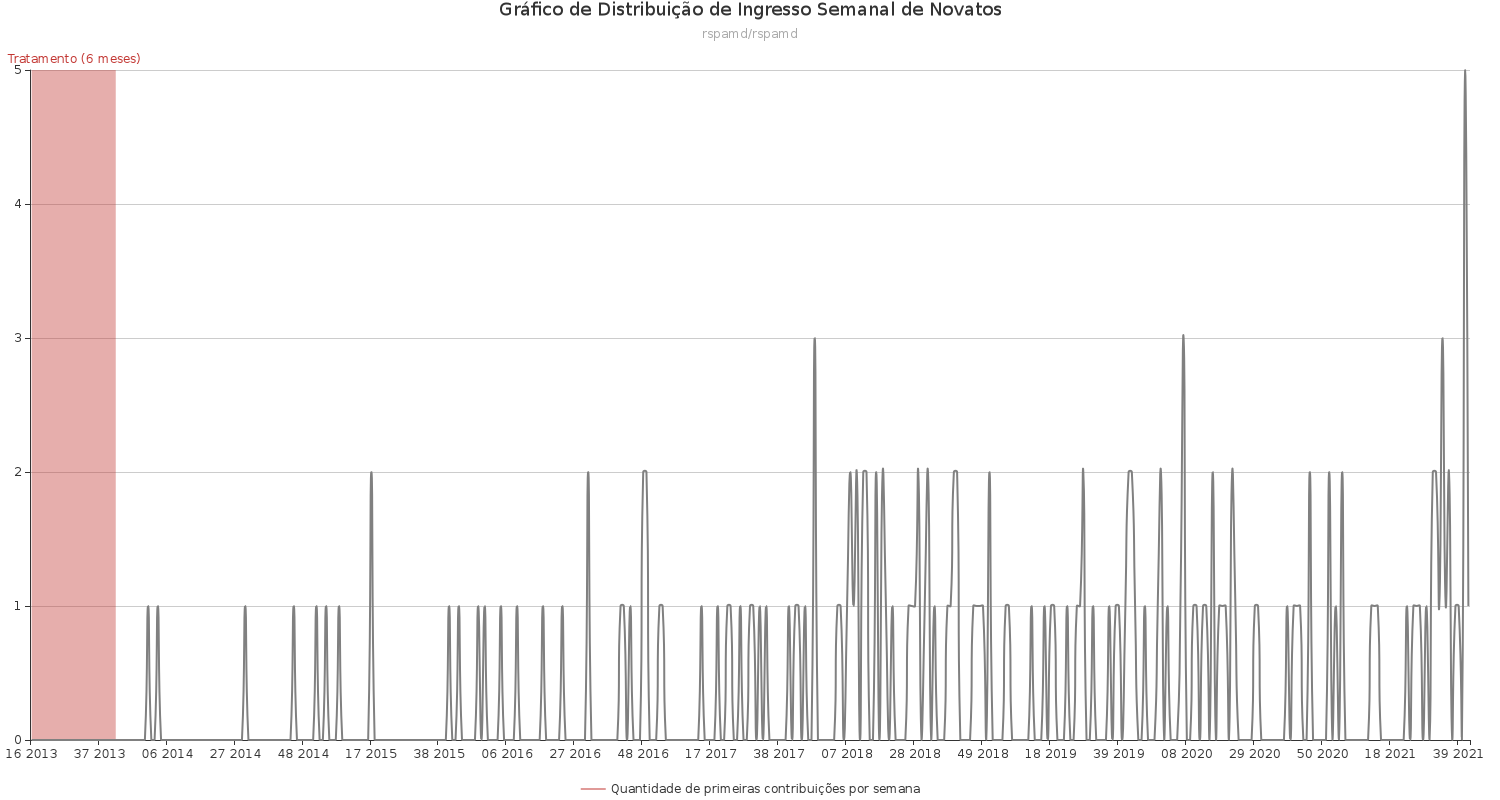 Gráfico de Distribuição de Ingresso Semanal de Novatos
rspamd/rspamd
Tratamento (6 meses)
5
4
3
2
1
0
16 2013 37 2013 06 2014 27 2014 48 2014 17 2015 38 2015 06 2016 27 2016 48 2016 17 2017 38 2017 07 2018 28 2018 49 2018 18 2019 39 2019 08 2020 29 2020 50 2020 18 2021 39 2021
Quantidade de primeiras contribuições por semana